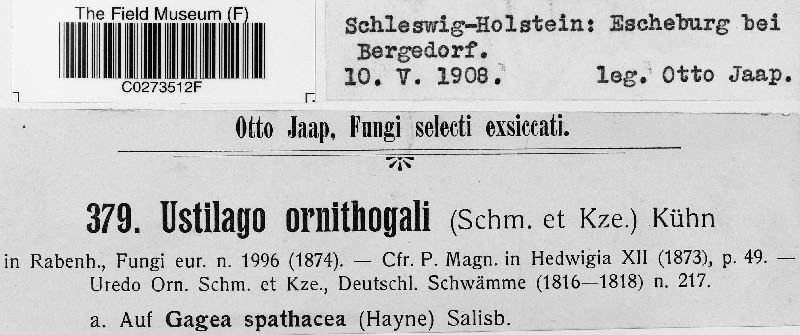 The Field Museum (F)
C0273512F
Schleswig-Holstein: Escheburg bei
Bergedorf.
10. V. 1908. leg. Otto Jaap.
Otto Jaap, Fungi selecti exsiccati.
379. Ustilago ornithogali (Schm. et Kze.) Kühn
in Rabenh., Fungi eur. n. 1996 (1874). — Cfr. P. Magn. in Hedwigia XII (1873), p. 49. —
Uredo Orn. Schm. et Kze., Deutschl. Schwämme (1816—1818) n. 217.
a. Auf Gagea spathacea (Hayne) Salisb.